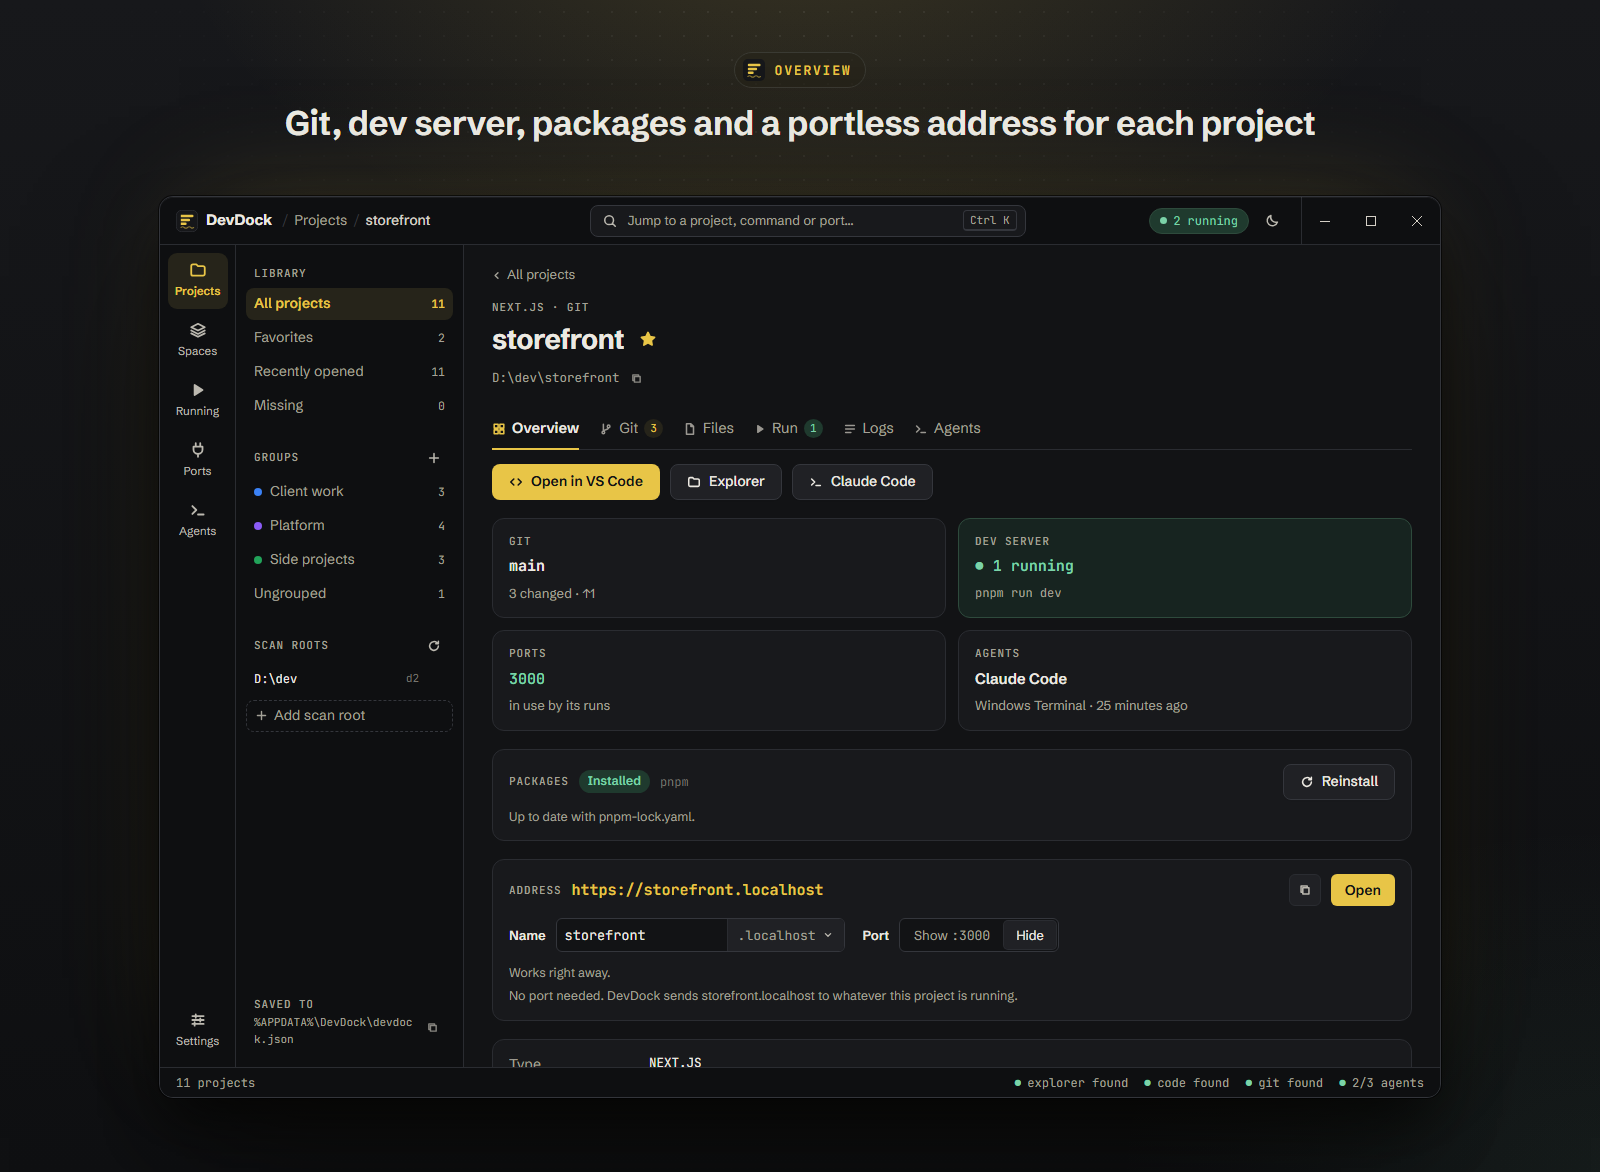 OVERVIEW
Git, dev server, packages and a portless address for each project
DevDock / Projects / storefront
Jump to a project, command or port...
Ctrl K
2 running
Projects
Spaces
Running
Ports
Agents
Settings
LIBRARY
All projects 11
Favorites 2
Recently opened 11
Missing 0
GROUPS
Client work 3
Platform 4
Side projects 3
Ungrouped 1
SCAN ROOTS
D:\dev d2
Add scan root
SAVED TO
%APPDATA%\DevDock\devdoc
k.json
All projects
NEXT.JS · GIT
storefront
D:\dev\storefront
Overview Git 3 Files Run 1 Logs Agents
Open in VS Code Explorer Claude Code
GIT
main
3 changed · ↑1
DEV SERVER
1 running
pnpm run dev
PORTS
3000
in use by its runs
AGENTS
Claude Code
Windows Terminal · 25 minutes ago
PACKAGES Installed pnpm
Reinstall
Up to date with pnpm-lock.yaml.
ADDRESS https://storefront.localhost
Open
Name storefront .localhost Port Show :3000 Hide
Works right away.
No port needed. DevDock sends storefront.localhost to whatever this project is running.
Type NEXT.JS
11 projects
explorer found code found git found 2/3 agents